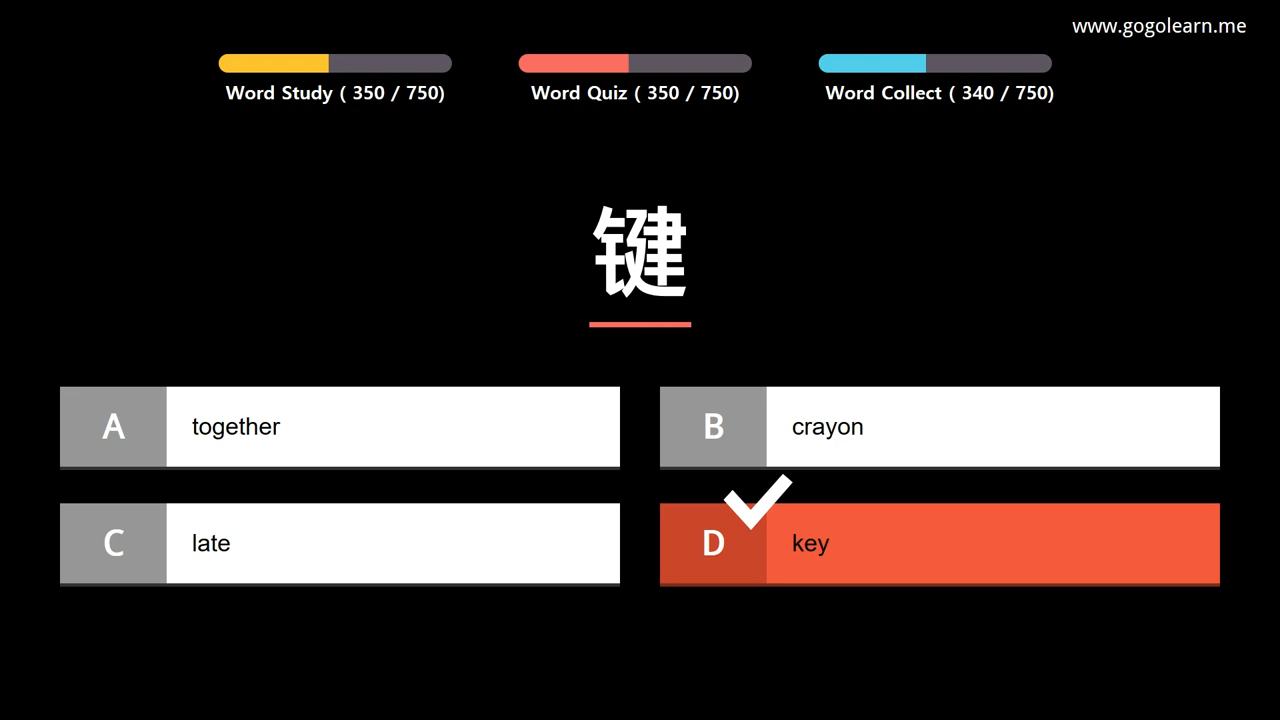 www.gogolearn.me
Word Study ( 350 / 750)
Word Quiz ( 350 / 750)
Word Collect ( 340 / 750)
键
A together
B crayon
C late
D key